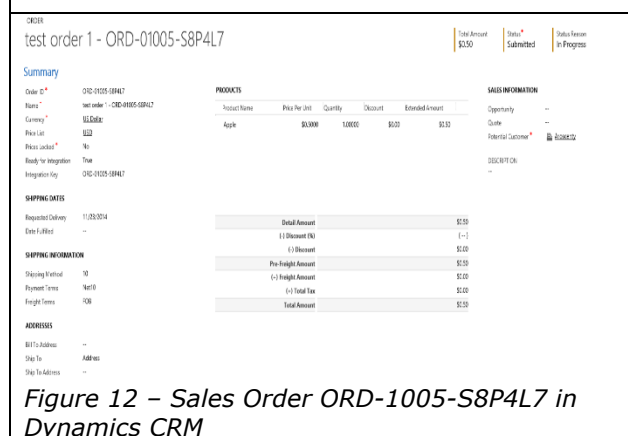 ORDER
test order 1 - ORD-01005-S8P4L7
Total Amount Status* Status Reason
$0.50 Submitted In Progress
Summary
Order ID* ORD-01005-S8P4L7
Name* test order 1 - ORD-01005-S8P4L7
Currency* US Dollar
Price List USD
Prices Locked* No
Ready for Integration True
Integration Key ORD-01005-S8P4L7
SHIPPING DATES
Requested Delivery 11/28/2014
Date Fulfilled --
SHIPPING INFORMATION
Shipping Method 10
Payment Terms Net10
Freight Terms FOB
ADDRESSES
Bill To Address --
Ship To Address
Ship To Address --
PRODUCTS
Product Name Price Per Unit Quantity Discount Extended Amount
Apple $0.5000 1.00000 $0.00 $0.50
Detail Amount $0.50
(-) Discount (%) (--)
(-) Discount $0.00
Pre-Freight Amount $0.50
(+) Freight Amount $0.00
(+) Total Tax $0.00
Total Amount $0.50
SALES INFORMATION
Opportunity --
Quote --
Potential Customer*
DESCRIPTION
--
Figure 12 – Sales Order ORD-1005-S8P4L7 in
Dynamics CRM